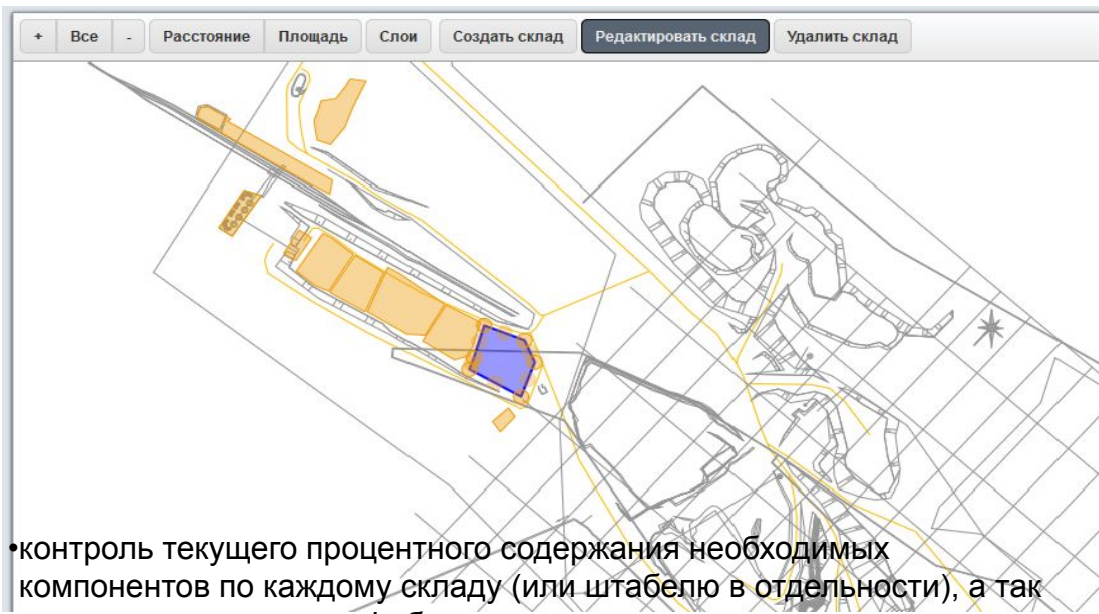 + Все - Расстояние Площадь Слои Создать склад Редактировать склад Удалить склад
•контроль текущего процентного содержания необходимых
компонентов по каждому складу (или штабелю в отдельности), а так